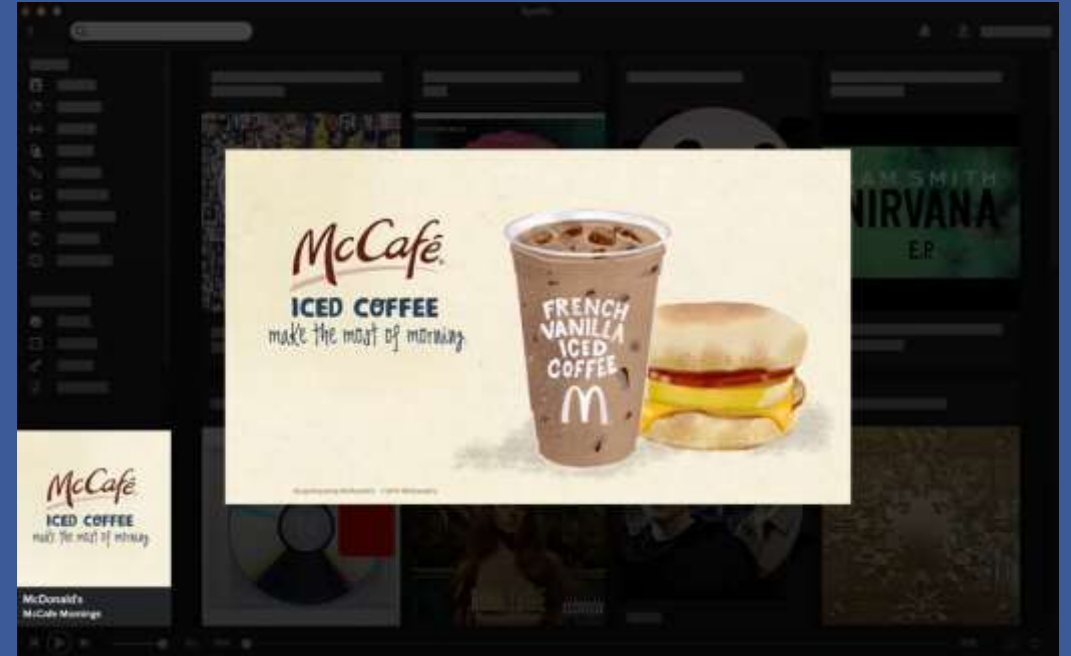 SAM SMITH
NIRVANA
E.P.
McCafé
ICED COFFEE
make the most of morning
FRENCH
VANILLA
ICED
COFFEE
McCafé
ICED COFFEE
make the most of morning
McDonald's
McCafe Mornings